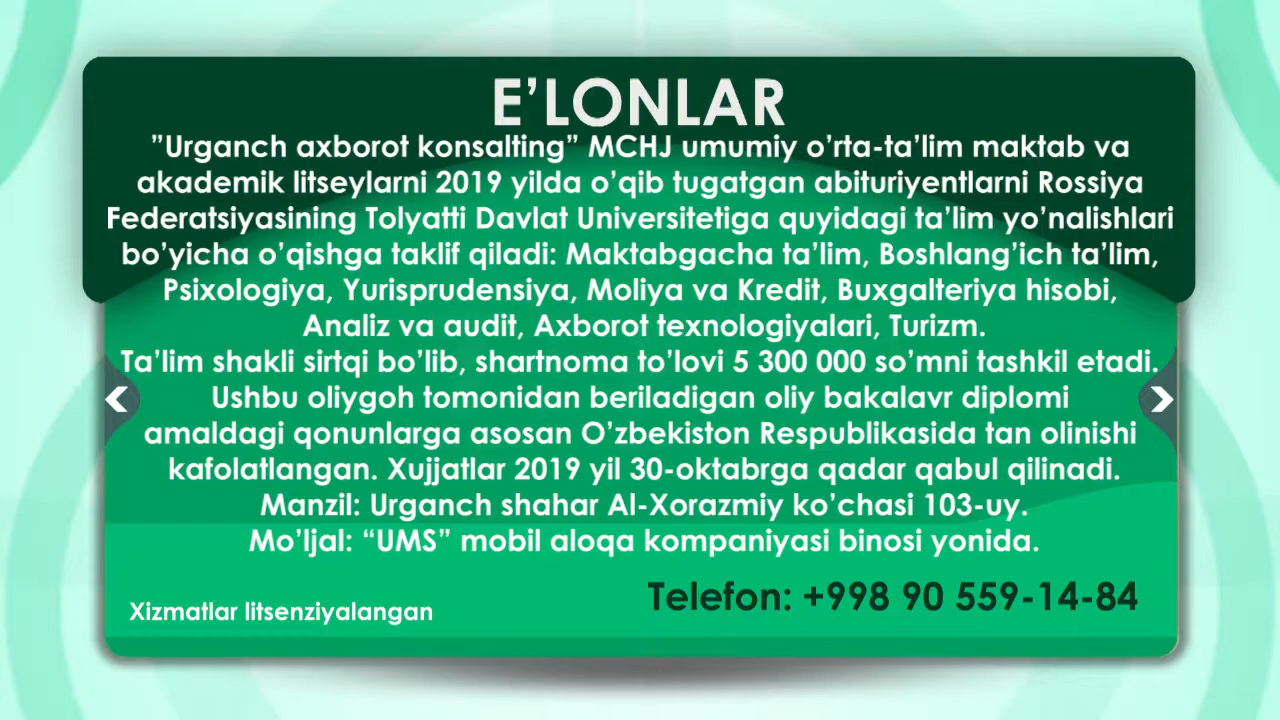 E’LONLAR
”Urganch axborot konsalting” MCHJ umumiy o’rta-ta’lim maktab va
akademik litseylarni 2019 yilda o’qib tugatgan abituriyentlarni Rossiya
Federatsiyasining Tolyatti Davlat Universitetiga quyidagi ta’lim yo’nalishlari
bo’yicha o’qishga taklif qiladi: Maktabgacha ta’lim, Boshlang’ich ta’lim,
Psixologiya, Yurisprudensiya, Moliya va Kredit, Buxgalteriya hisobi,
Analiz va audit, Axborot texnologiyalari, Turizm.
Ta’lim shakli sirtqi bo’lib, shartnoma to’lovi 5 300 000 so’mni tashkil etadi.
Ushbu oliygoh tomonidan beriladigan oliy bakalavr diplomi
amaldagi qonunlarga asosan O’zbekiston Respublikasida tan olinishi
kafolatlangan. Xujjatlar 2019 yil 30-oktabrga qadar qabul qilinadi.
Manzil: Urganch shahar Al-Xorazmiy ko’chasi 103-uy.
Mo’ljal: “UMS” mobil aloqa kompaniyasi binosi yonida.
Telefon: +998 90 559-14-84
Xizmatlar litsenziyalangan